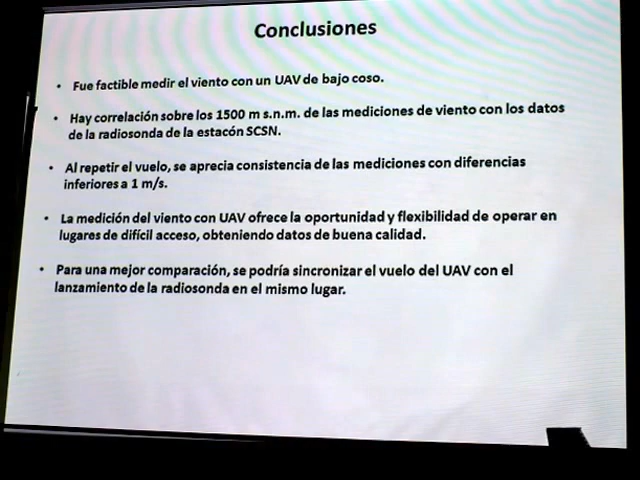 Conclusiones
• Fue factible medir el viento con un UAV de bajo coso.
• Hay correlación sobre los 1500 m s.n.m. de las mediciones de viento con los datos
de la radiosonda de la estacón SCSN.
• Al repetir el vuelo, se aprecia consistencia de las mediciones con diferencias
inferiores a 1 m/s.
• La medición del viento con UAV ofrece la oportunidad y flexibilidad de operar en
lugares de difícil acceso, obteniendo datos de buena calidad.
• Para una mejor comparación, se podría sincronizar el vuelo del UAV con el
lanzamiento de la radiosonda en el mismo lugar.